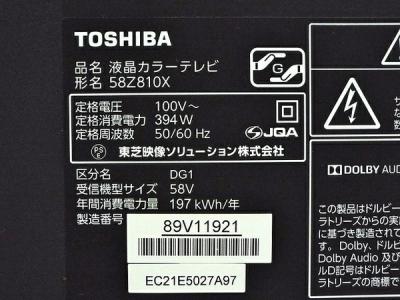 TOSHIBA
品名 液晶カラーテレビ
形名 58Z810X
G
定格電圧 100V～
定格消費電力 394 W
定格周波数 50/60 Hz
PS E
JQA
東芝映像ソリューション株式会社
区分名 DG1
受信機型サイズ 58V
年間消費電力量 197 kWh/年
製造番号 89V11921
EC21E5027A97
サ
DOLBY AUD
この製品はドルビー
ラトリーズからの実
に基づき製造されて
す。Dolby、ドルビー
Dolby Audio 及び
ルD記号はドルビー
ラトリーズの